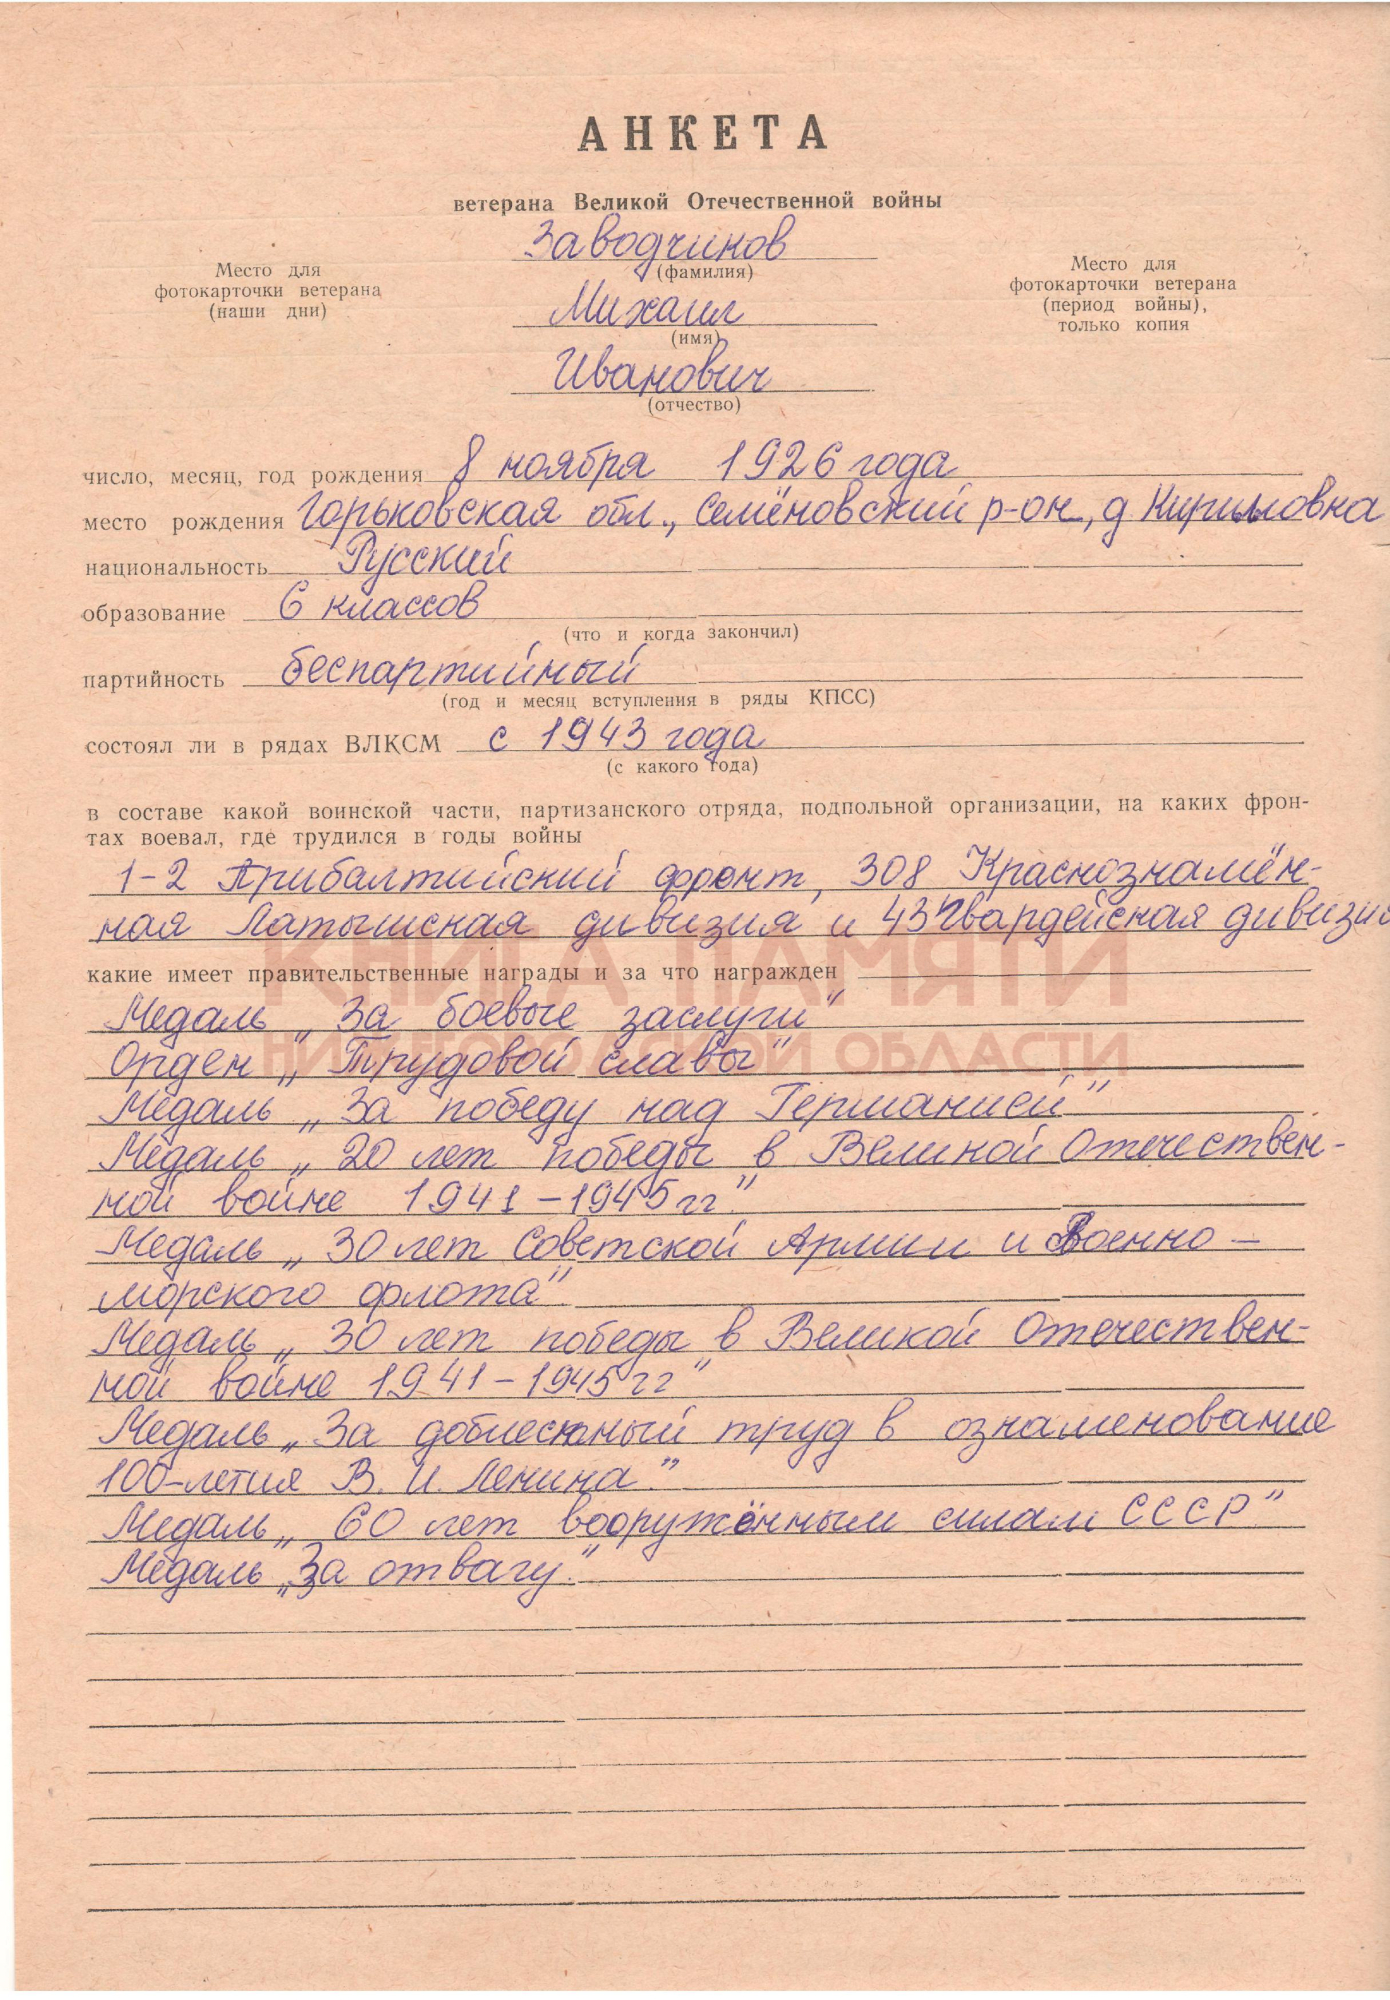 АНКЕТА
ветерана Великой Отечественной войны
Заводчиков
(фамилия)
Место для
фотокарточки ветерана
(наши дни)
Место для
фотокарточки ветерана
(период войны),
только копия
Михаил
(имя)
Иванович
(отчество)
число, месяц, год рождения 8 ноября 1926 года
место рождения Горьковская обл., Семёновский р-он, д Кирилловна
национальность Русский
образование 6 классов
(что и когда закончил)
партийность беспартийный
(год и месяц вступления в ряды КПСС)
состоял ли в рядах ВЛКСМ с 1943 года
(с какого года)
в составе какой воинской части, партизанского отряда, подпольной организации, на каких фрон-
тах воевал, где трудился в годы войны
1-2 Прибалтийский фронт, 308 Краснознамён-
ная Латышская дивизия и 43 гвардейская дивизия
какие имеет правительственные награды и за что награжден
КНИГА ПАМЯТИ
НИЖЕГОРОДСКОЙ ОБЛАСТИ
Медаль „За боевые заслуги"
Орден „Трудовой славы"
Медаль „За победу над Германией"
Медаль „20 лет победы в Великой Отечествен-
ной войне 1941-1945 гг."
Медаль „30 лет Советской Армии и Военно-
морского флота"
Медаль „30 лет победы в Великой Отечествен-
ной войне 1941-1945 гг"
Медаль „За доблестный труд в ознаменование
100-летия В. И. Ленина."
Медаль „60 лет вооружённым силам СССР"
Медаль „За отвагу."